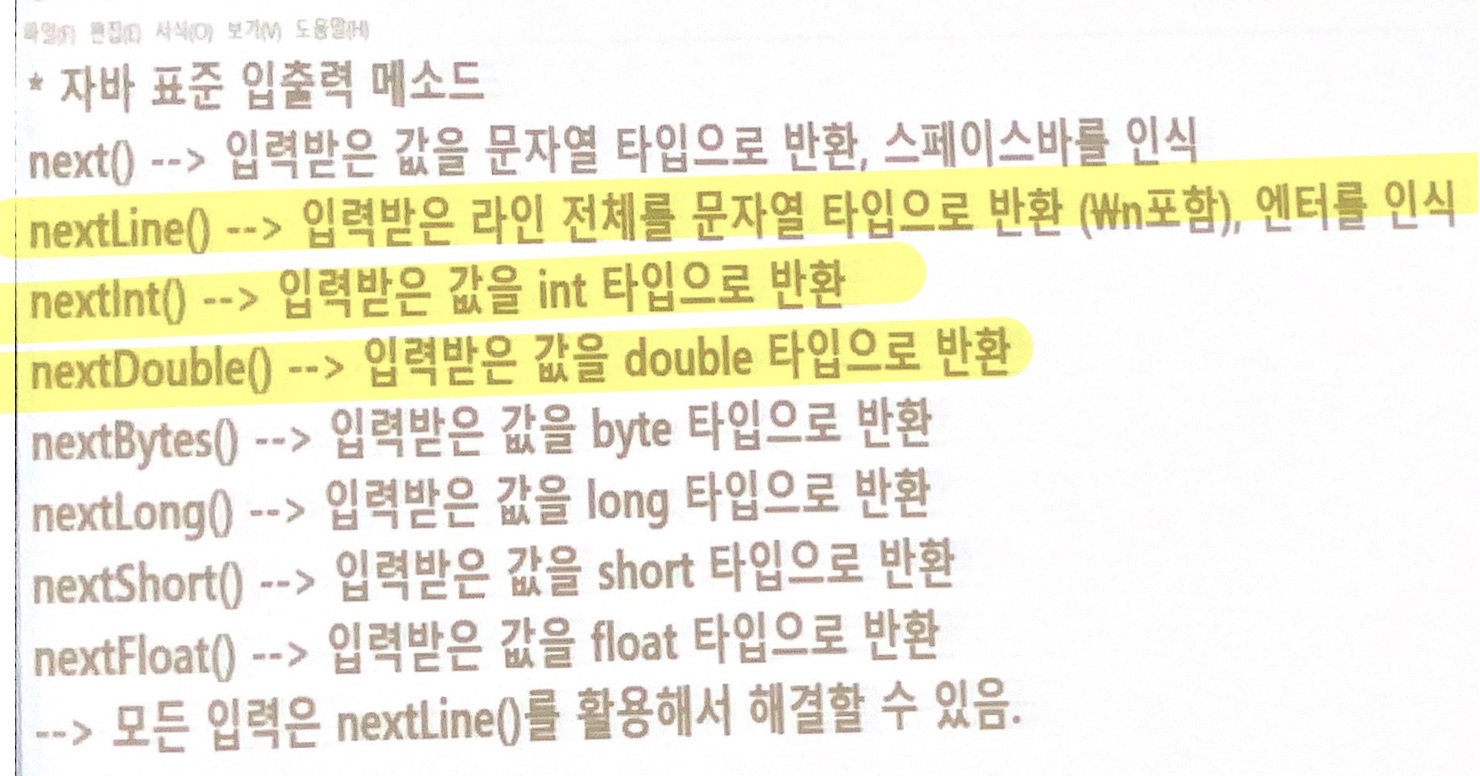 파일(F) 편집(E) 서식(O) 보기(V) 도움말(H)
* 자바 표준 입출력 메소드
next() --> 입력받은 값을 문자열 타입으로 반환, 스페이스바를 인식
nextLine() --> 입력받은 라인 전체를 문자열 타입으로 반환 (₩n포함), 엔터를 인식
nextInt() --> 입력받은 값을 int 타입으로 반환
nextDouble() --> 입력받은 값을 double 타입으로 반환
nextBytes() --> 입력받은 값을 byte 타입으로 반환
nextLong() --> 입력받은 값을 long 타입으로 반환
nextShort() --> 입력받은 값을 short 타입으로 반환
nextFloat() --> 입력받은 값을 float 타입으로 반환
--> 모든 입력은 nextLine()를 활용해서 해결할 수 있음.